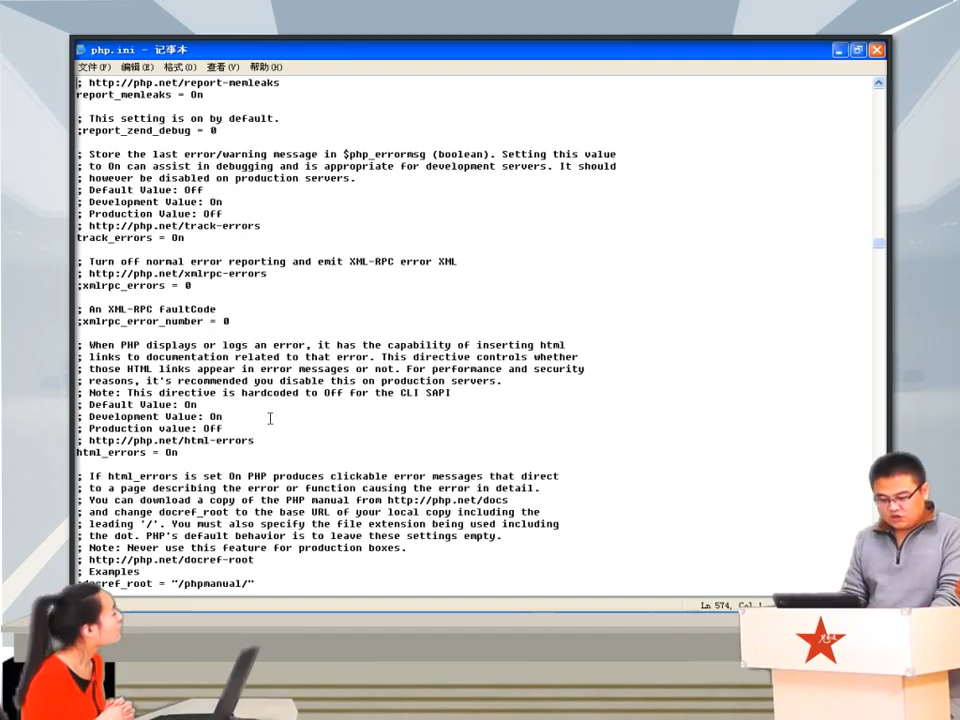 php.ini - 记事本
文件(F) 编辑(E) 格式(O) 查看(V) 帮助(H)
; http://php.net/report-memleaks
report_memleaks = On
; This setting is on by default.
;report_zend_debug = 0
; Store the last error/warning message in $php_errormsg (boolean). Setting this value
; to On can assist in debugging and is appropriate for development servers. It should
; however be disabled on production servers.
; Default Value: Off
; Development Value: On
; Production Value: Off
; http://php.net/track-errors
track_errors = On
; Turn off normal error reporting and emit XML-RPC error XML
; http://php.net/xmlrpc-errors
;xmlrpc_errors = 0
; An XML-RPC faultCode
;xmlrpc_error_number = 0
; When PHP displays or logs an error, it has the capability of inserting html
; links to documentation related to that error. This directive controls whether
; those HTML links appear in error messages or not. For performance and security
; reasons, it's recommended you disable this on production servers.
; Note: This directive is hardcoded to Off for the CLI SAPI
; Default Value: On
; Development Value: On
; Production value: Off
; http://php.net/html-errors
html_errors = On
; If html_errors is set On PHP produces clickable error messages that direct
; to a page describing the error or function causing the error in detail.
; You can download a copy of the PHP manual from http://php.net/docs
; and change docref_root to the base URL of your local copy including the
; leading '/'. You must also specify the file extension being used including
; the dot. PHP's default behavior is to leave these settings empty.
; Note: Never use this feature for production boxes.
; http://php.net/docref-root
; Examples
docref_root = "/phpmanual/"
Ln 574, Col 1